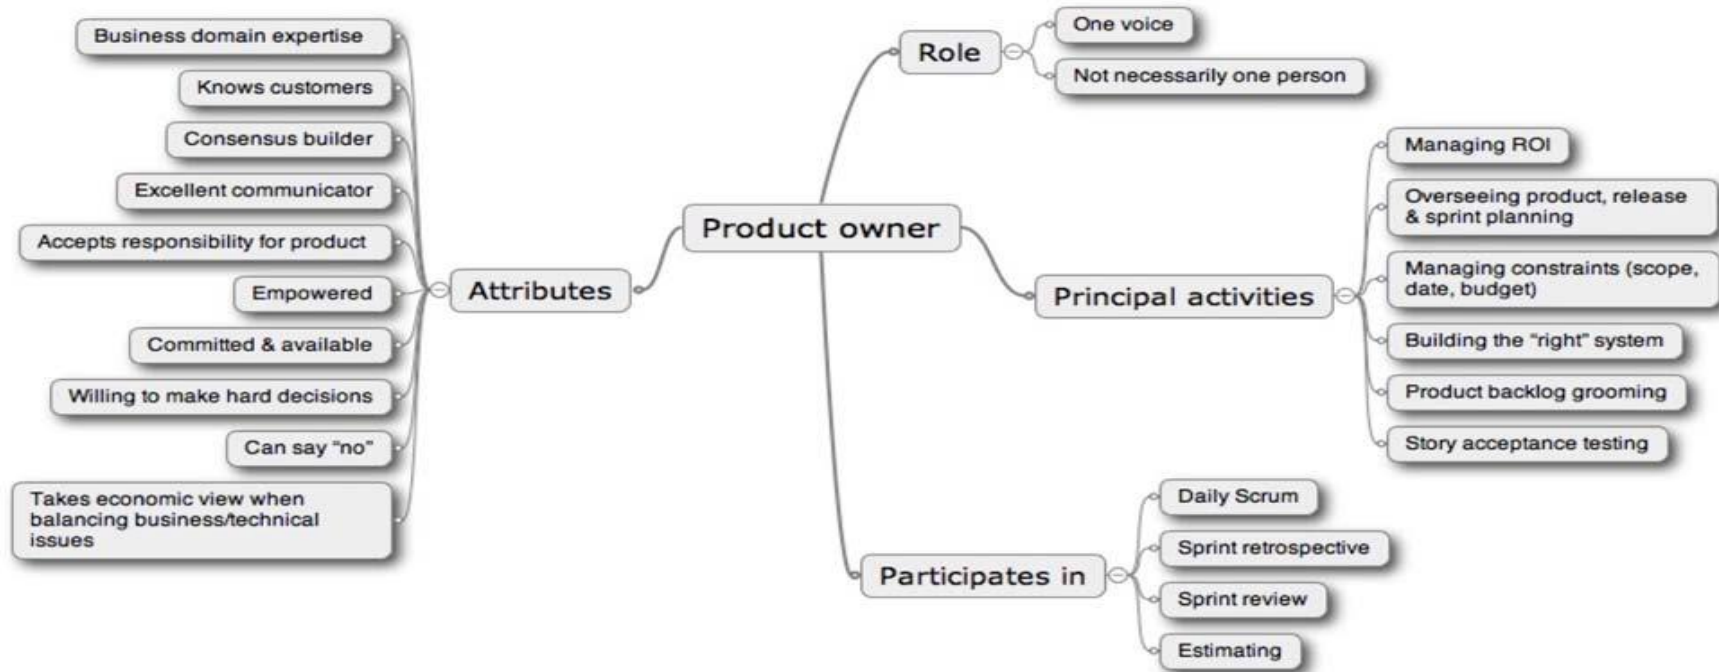 Product owner
Role
One voice
Not necessarily one person
Principal activities
Managing ROI
Overseeing product, release
& sprint planning
Managing constraints (scope,
date, budget)
Building the “right” system
Product backlog grooming
Story acceptance testing
Participates in
Daily Scrum
Sprint retrospective
Sprint review
Estimating
Attributes
Business domain expertise
Knows customers
Consensus builder
Excellent communicator
Accepts responsibility for product
Empowered
Committed & available
Willing to make hard decisions
Can say “no”
Takes economic view when
balancing business/technical
issues